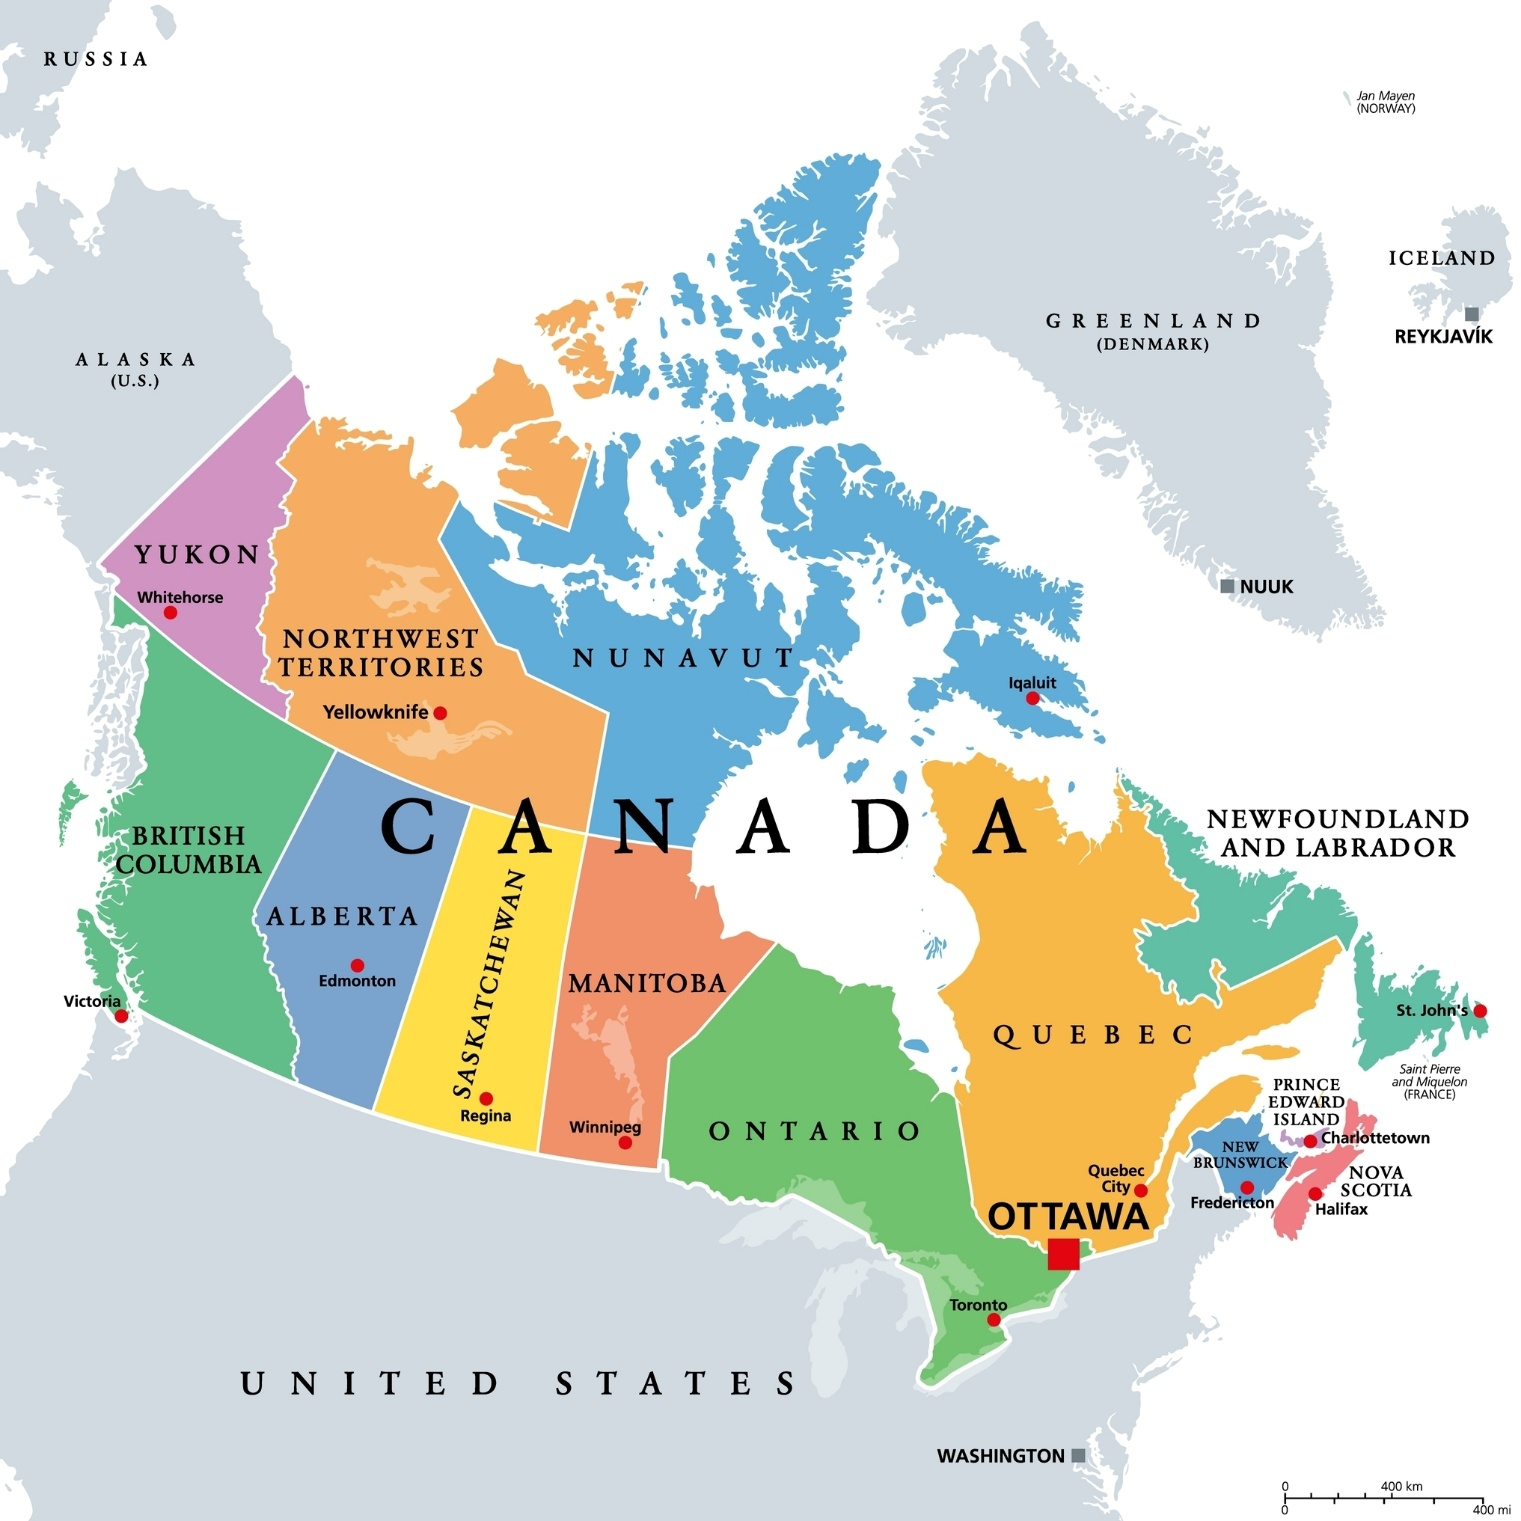 RUSSIA
Jan Mayen
(NORWAY)
ICELAND
REYKJAVÍK
GREENLAND
(DENMARK)
ALASKA
(U.S.)
NUUK
YUKON
Whitehorse
NORTHWEST
TERRITORIES
Yellowknife
NUNAVUT
Iqaluit
CANADA
BRITISH
COLUMBIA
Victoria
ALBERTA
Edmonton
SASKATCHEWAN
Regina
MANITOBA
Winnipeg
ONTARIO
Toronto
OTTAWA
QUEBEC
Quebec
City
NEWFOUNDLAND
AND LABRADOR
St. John's
Saint Pierre
and Miquelon
(FRANCE)
PRINCE
EDWARD
ISLAND
Charlottetown
NEW
BRUNSWICK
Fredericton
NOVA
SCOTIA
Halifax
UNITED STATES
WASHINGTON
0 400 km
0 400 mi